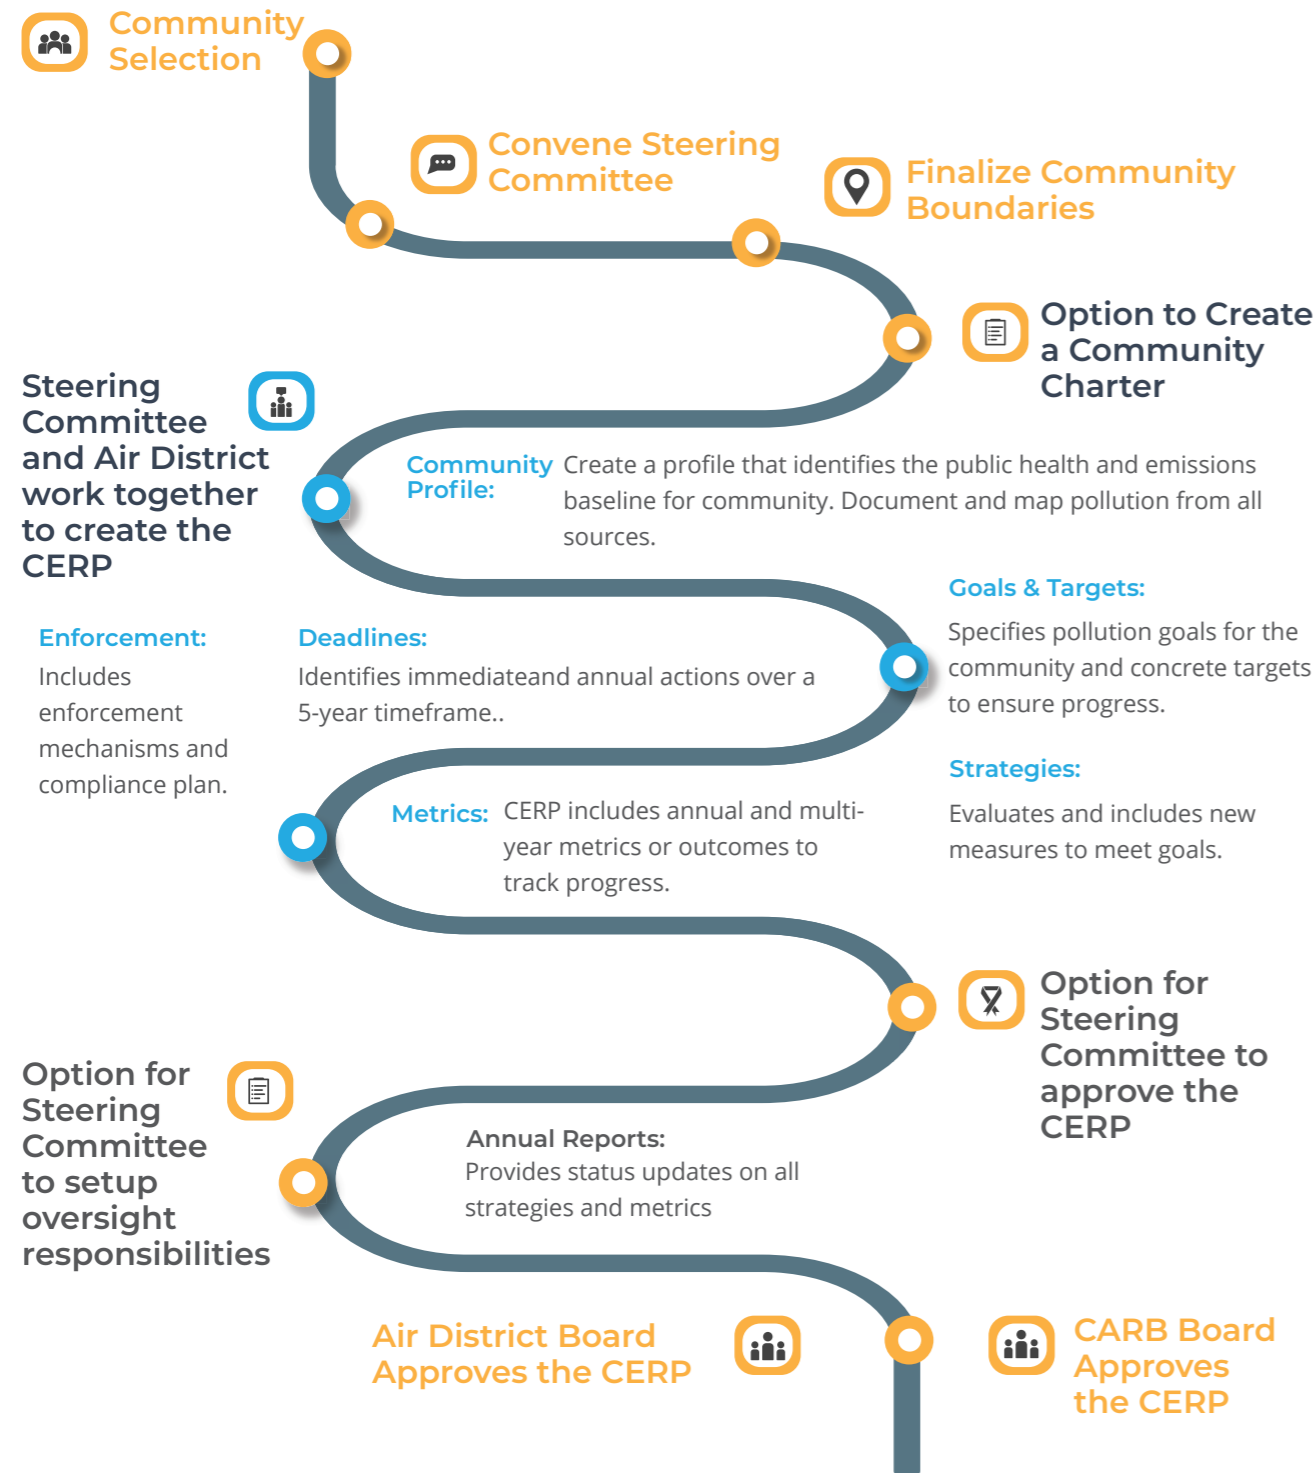 Community
Selection
Convene Steering
Committee
Finalize Community
Boundaries
Option to Create
a Community
Charter
Steering
Committee
and Air District
work together
to create the
CERP
Community
Profile:
Create a profile that identifies the public health and emissions
baseline for community. Document and map pollution from all
sources.
Goals & Targets:
Specifies pollution goals for the
community and concrete targets
to ensure progress.
Strategies:
Evaluates and includes new
measures to meet goals.
Deadlines:
Identifies immediateand annual actions over a
5-year timeframe..
Enforcement:
Includes
enforcement
mechanisms and
compliance plan.
Metrics:
CERP includes annual and multi-
year metrics or outcomes to
track progress.
Option for
Steering
Committee to
approve the
CERP
Option for
Steering
Committee
to setup
oversight
responsibilities
Annual Reports:
Provides status updates on all
strategies and metrics
Air District Board
Approves the CERP
CARB Board
Approves
the CERP